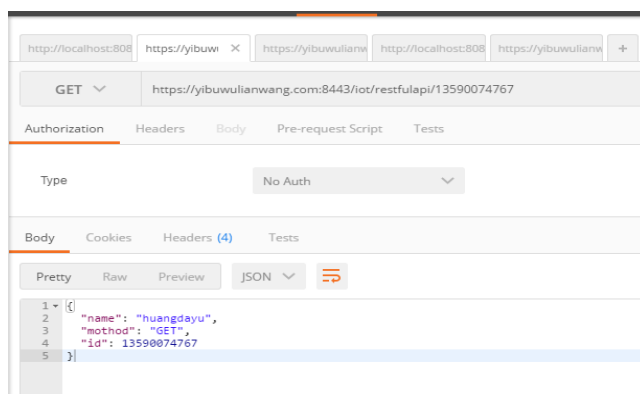 http://localhost:808 https://yibuwu × https://yibuwulianw http://localhost:808 https://yibuwulianw +
GET https://yibuwulianwang.com:8443/iot/restfulapi/13590074767
Authorization Headers Body Pre-request Script Tests
Type No Auth
Body Cookies Headers (4) Tests
Pretty Raw Preview JSON
1 {
2 "name": "huangdayu",
3 "mothod": "GET",
4 "id": 13590074767
5 }